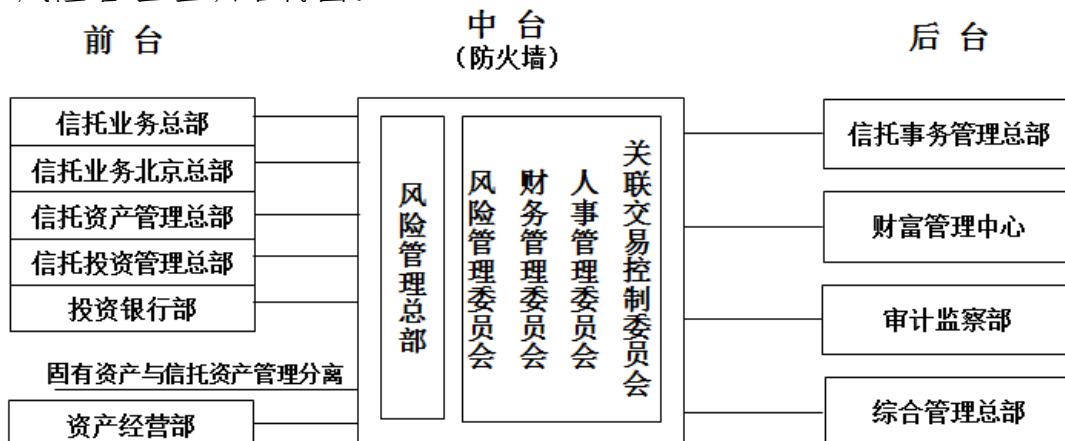 前 台
中 台
（防火墙）
后 台
信托业务总部
信托业务北京总部
信托资产管理总部
信托投资管理总部
投资银行部
固有资产与信托资产管理分离
资产经营部
风险管理总部
风险管理委员会
财务管理委员会
人事管理委员会
关联交易控制委员会
信托事务管理总部
财富管理中心
审计监察部
综合管理总部